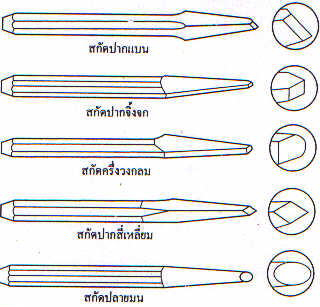 สกัดปากแบน
สกัดปากจิ้งจก
สกัดครึ่งวงกลม
สกัดปากสี่เหลี่ยม
สกัดปลายมน